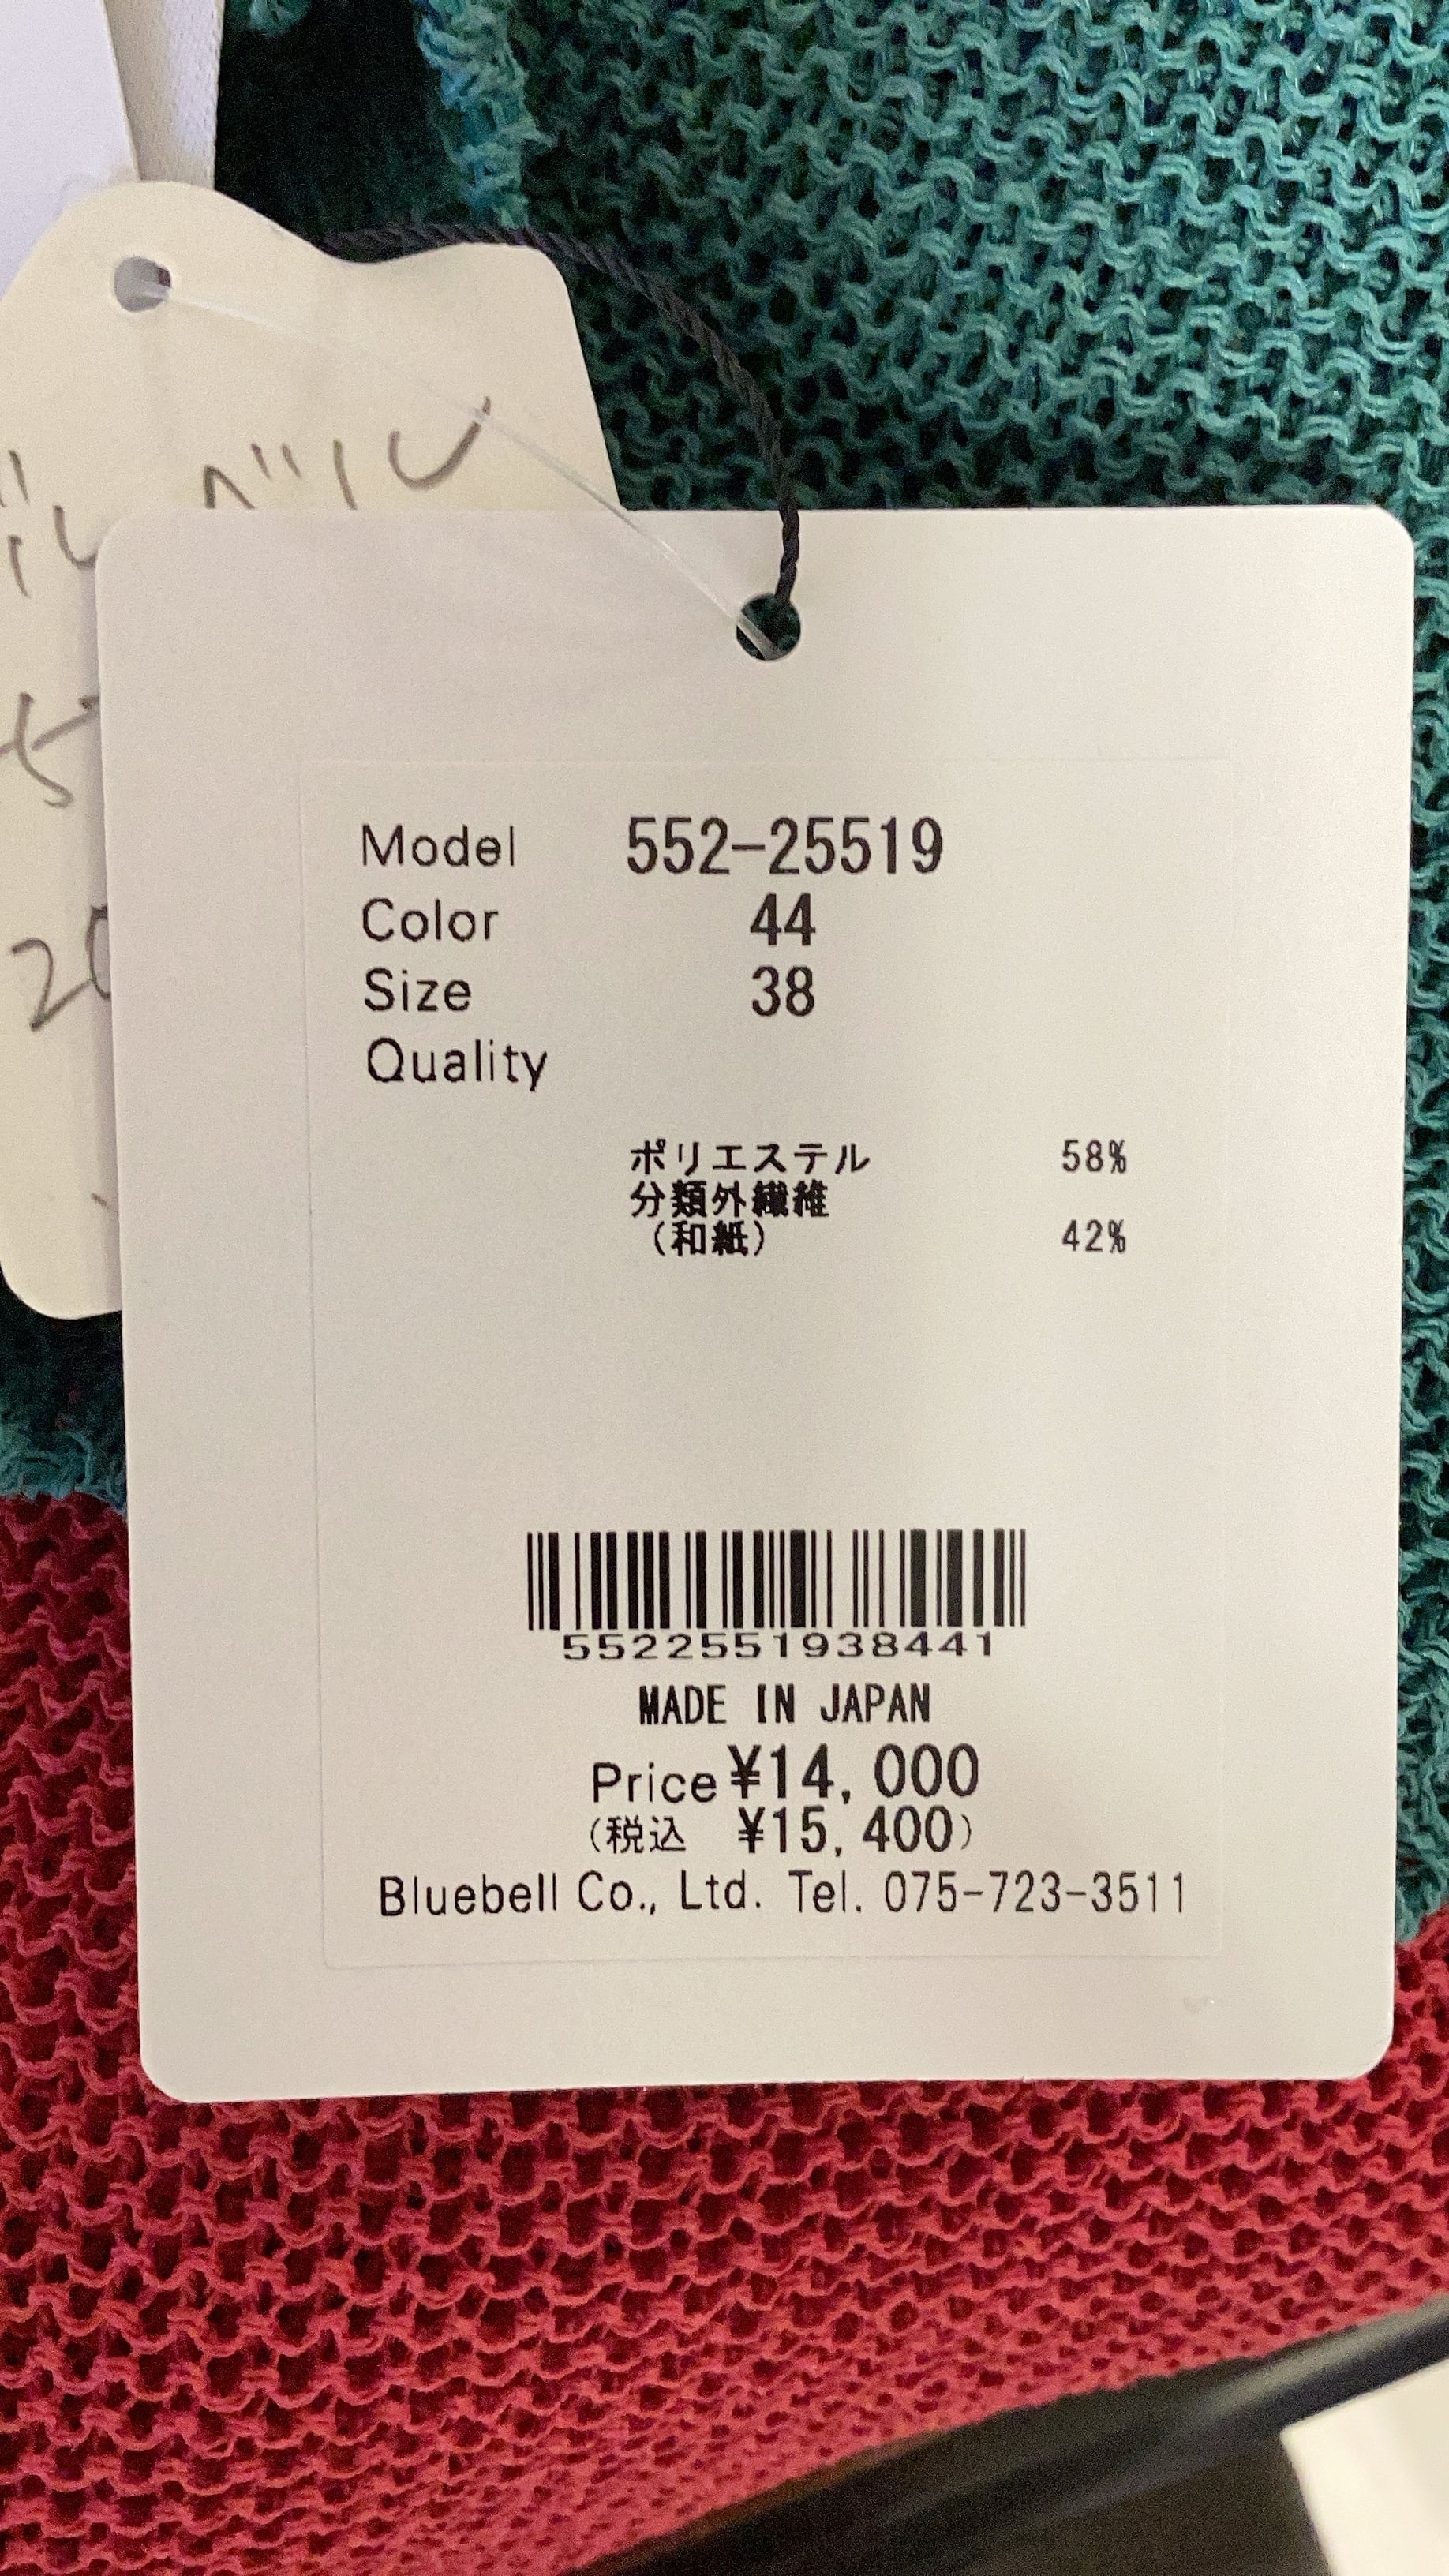 ベル
Model 552-25519
Color 44
Size 38
Quality
ポリエステル 58%
分類外繊維
（和紙） 42%
5522551938441
MADE IN JAPAN
Price ¥14,000
(税込 ¥15,400)
Bluebell Co., Ltd. Tel. 075-723-3511